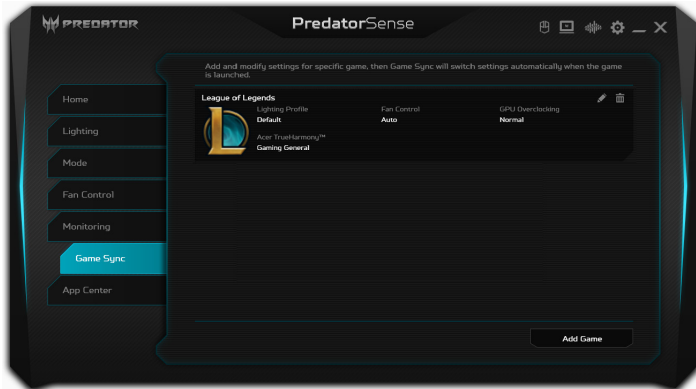 PREDATOR
PredatorSense
Add and modify settings for specific game, then Game Sync will switch settings automatically when the game
is launched.
Home
Lighting
Mode
Fan Control
Monitoring
Game Sync
App Center
League of Legends
Lighting Profile
Default
Fan Control
Auto
GPU Overclocking
Normal
Acer TrueHarmony™
Gaming General
Add Game